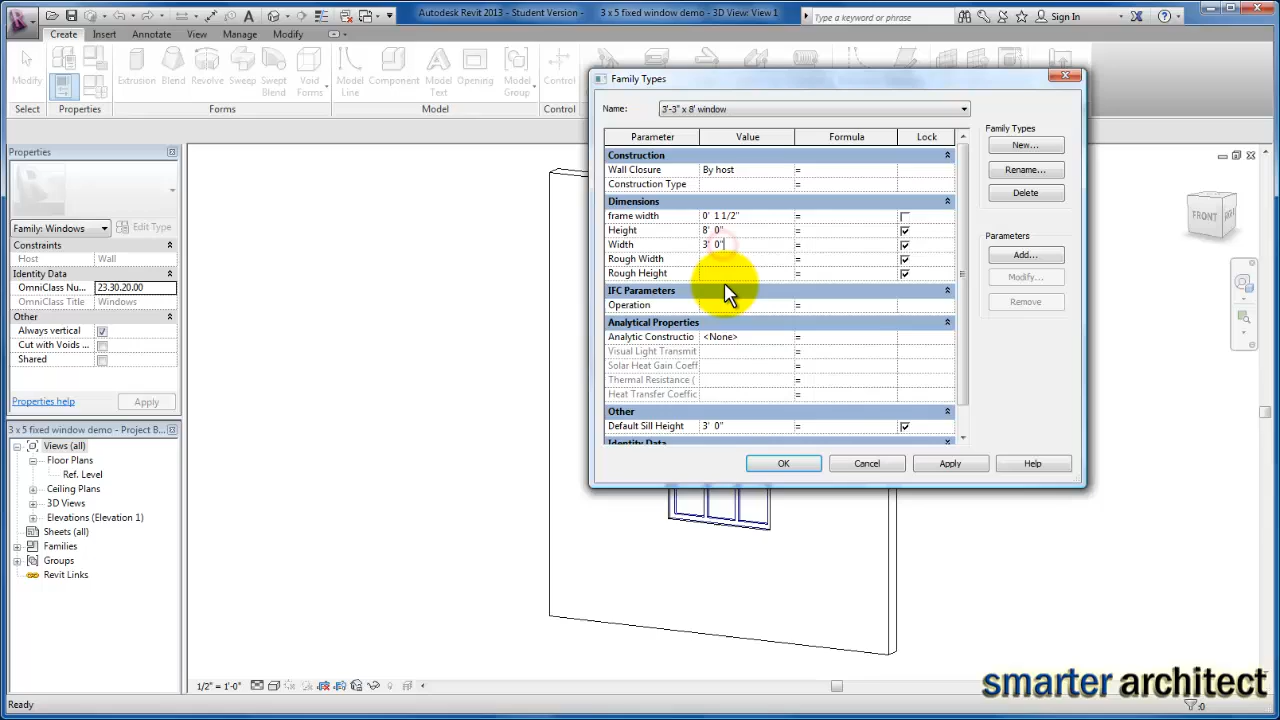 Autodesk Revit 2013 - Student Version - 3 x 5 fixed window demo - 3D View: View 1
Type a keyword or phrase
Sign In
Create Insert Annotate View Manage Modify
Modify Extrusion Blend Revolve Sweep Swept Blend Void Forms Model Line Component Model Text Opening Model Group Control
Select Properties Forms Model Control
Properties
Family: Windows Edit Type
Constraints
Host Wall
Identity Data
OmniClass Nu... 23.30.20.00
OmniClass Title Windows
Other
Always vertical
Cut with Voids ...
Shared
Properties help Apply
3 x 5 fixed window demo - Project B...
Views (all)
Floor Plans
Ref. Level
Ceiling Plans
3D Views
Elevations (Elevation 1)
Sheets (all)
Families
Groups
Revit Links
Family Types
Name: 3'-3" x 8' window
Parameter Value Formula Lock
Construction
Wall Closure By host =
Construction Type =
Dimensions
frame width 0' 1 1/2" =
Height 8' 0" =
Width 3' 0" =
Rough Width =
Rough Height =
IFC Parameters
Operation =
Analytical Properties
Analytic Constructio <None> =
Visual Light Transmit =
Solar Heat Gain Coeff =
Thermal Resistance ( =
Heat Transfer Coeffic =
Other
Default Sill Height 3' 0" =
Identity Data
Family Types
New...
Rename...
Delete
Parameters
Add...
Modify...
Remove
OK Cancel Apply Help
FRONT
1/2" = 1'-0"
Ready
:0
smarter architect